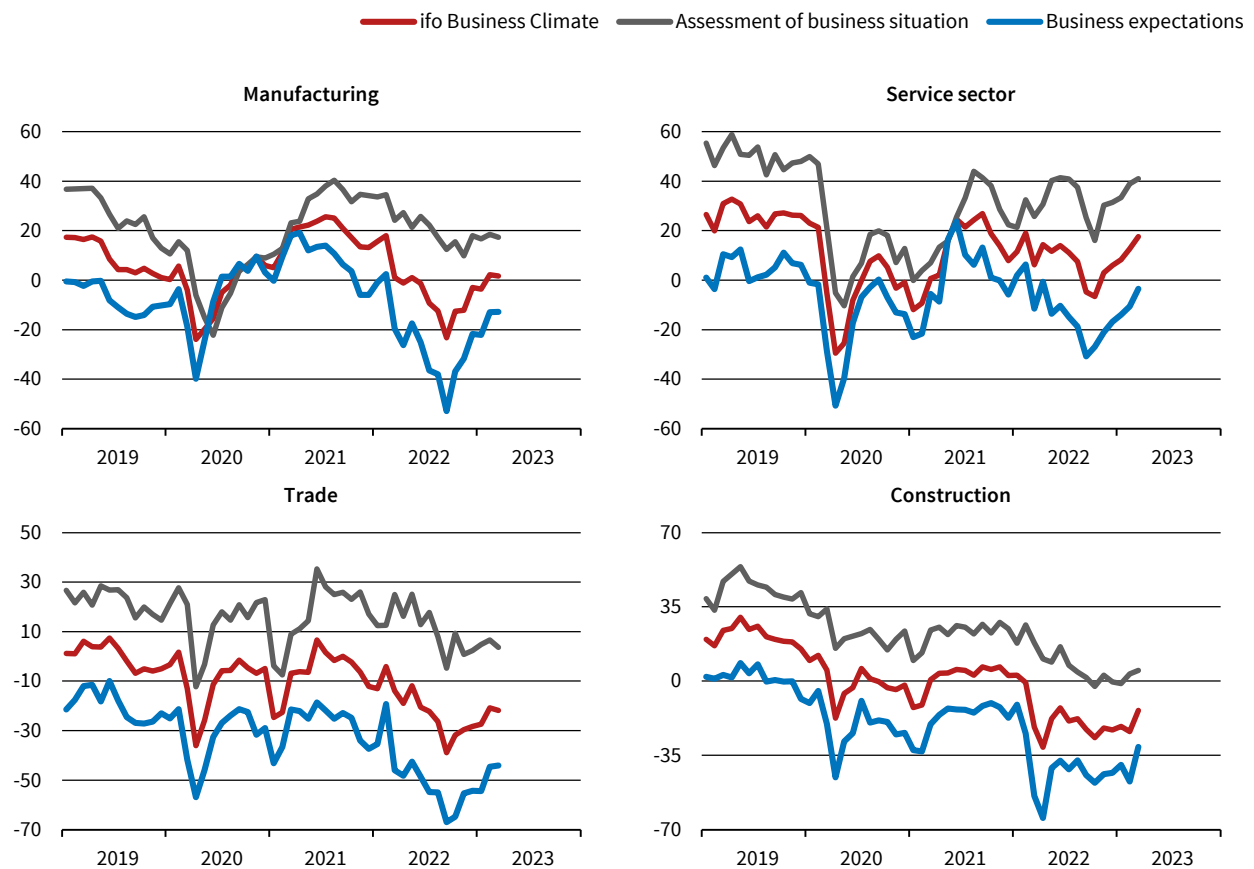 ifo Business Climate Assessment of business situation Business expectations
Manufacturing
60
40
20
0
-20
-40
-60
2019 2020 2021 2022 2023
Service sector
60
40
20
0
-20
-40
-60
2019 2020 2021 2022 2023
Trade
50
30
10
-10
-30
-50
-70
2019 2020 2021 2022 2023
Construction
70
35
0
-35
-70
2019 2020 2021 2022 2023